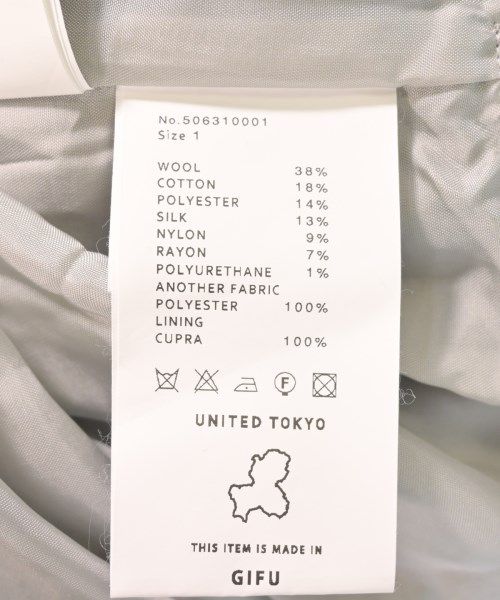 No.506310001
Size 1
WOOL 38%
COTTON 18%
POLYESTER 14%
SILK 13%
NYLON 9%
RAYON 7%
POLYURETHANE 1%
ANOTHER FABRIC
POLYESTER 100%
LINING
CUPRA 100%
F
UNITED TOKYO
THIS ITEM IS MADE IN
GIFU